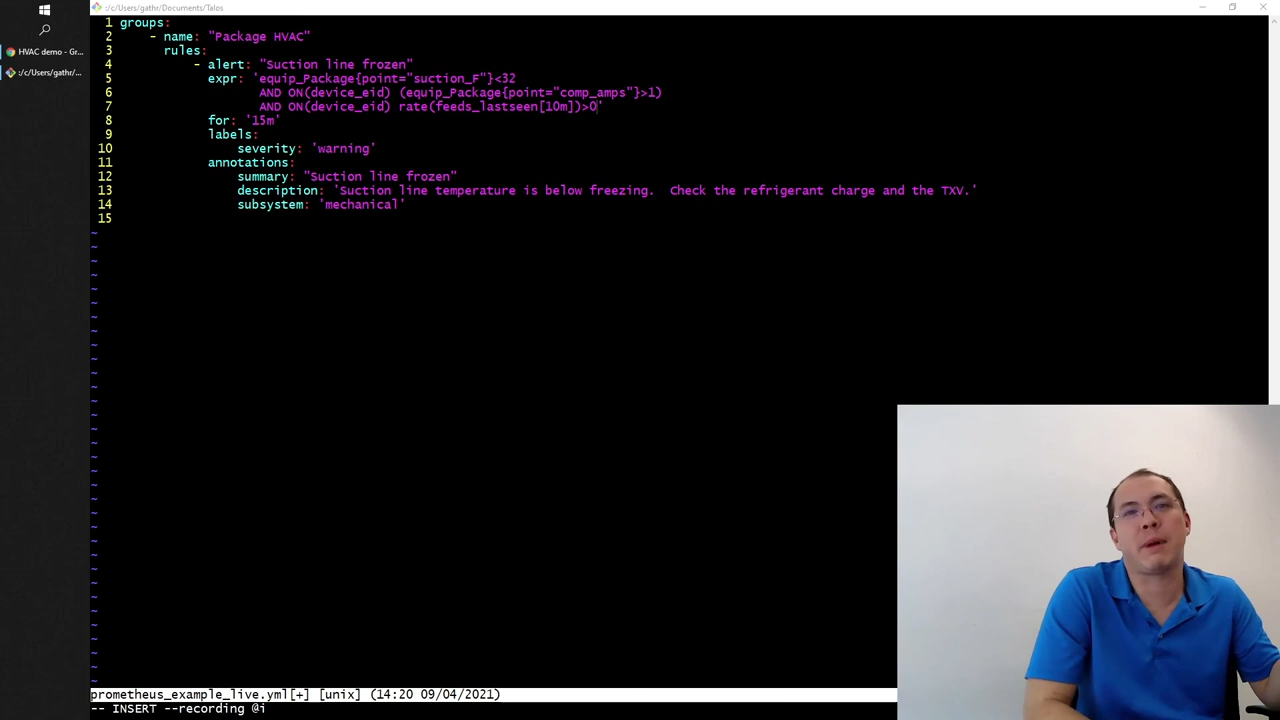 :/c/Users/gathr/Documents/Talos
HVAC demo - Gr...
:/c/Users/gathr/...
1 groups:
2 - name: "Package HVAC"
3 rules:
4 - alert: "Suction line frozen"
5 expr: 'equip_Package{point="suction_F"}<32
6 AND ON(device_eid) (equip_Package{point="comp_amps"}>1)
7 AND ON(device_eid) rate(feeds_lastseen[10m])>0'
8 for: '15m'
9 labels:
10 severity: 'warning'
11 annotations:
12 summary: "Suction line frozen"
13 description: 'Suction line temperature is below freezing.  Check the refrigerant charge and the TXV.'
14 subsystem: 'mechanical'
15
prometheus_example_live.yml[+] [unix] (14:20 09/04/2021)
-- INSERT --recording @i